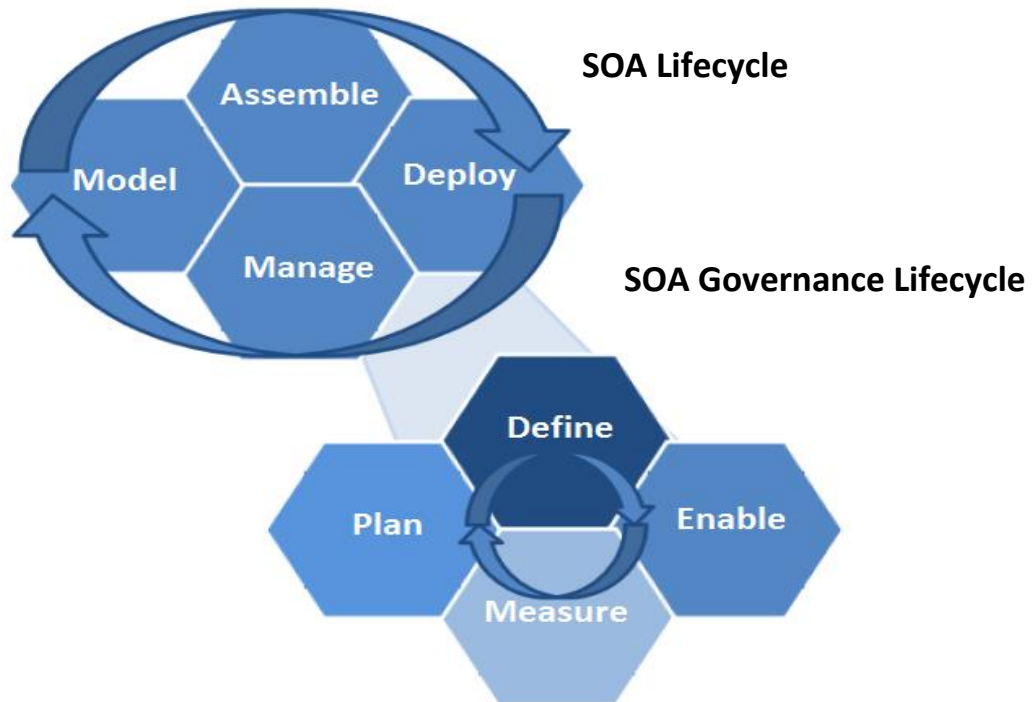 SOA Lifecycle
Assemble
Model
Deploy
Manage
SOA Governance Lifecycle
Define
Plan
Enable
Measure